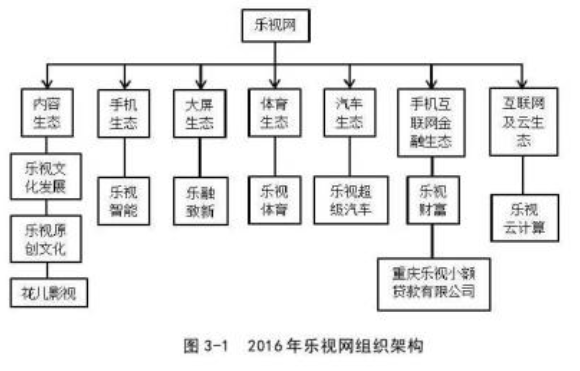 乐视网
内容
生态
手机
生态
大屏
生态
体育
生态
汽车
生态
手机互
联网金
融生态
互联网
及云生
态
乐视文
化发展
乐视
智能
乐融
致新
乐视
体育
乐视超
级汽车
乐视
财富
乐视
云计算
乐视原
创文化
花儿影视
重庆乐视小额
贷款有限公司
图 3-1 2016年乐视网组织架构